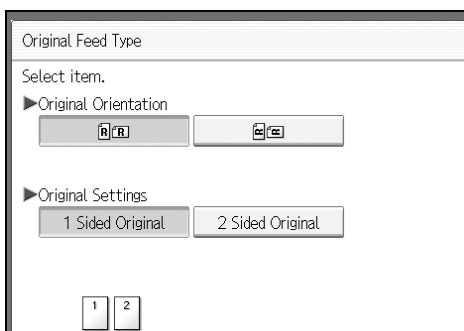 Original Feed Type
Select item.
▶Original Orientation
R R R R
▶Original Settings
1 Sided Original 2 Sided Original
1 2